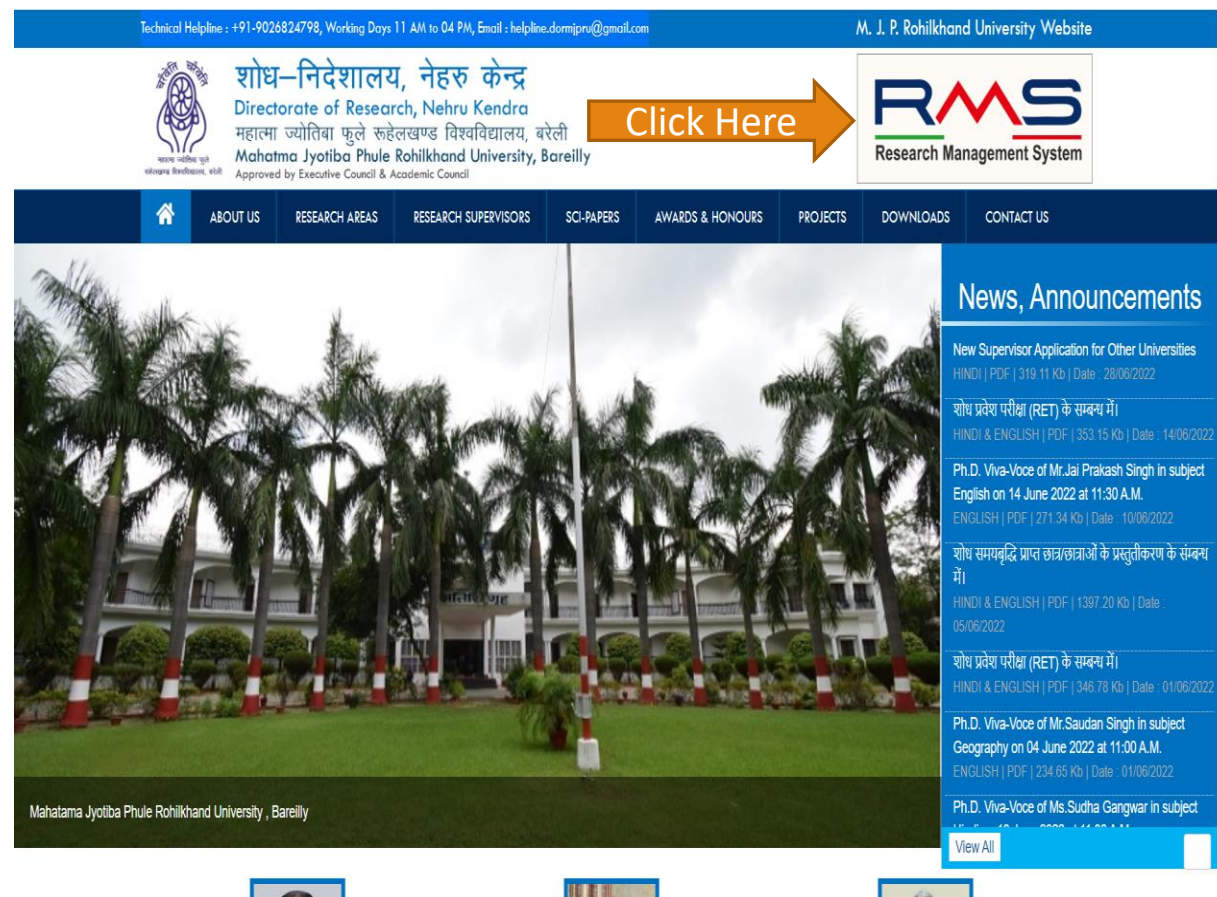 Technical Helpline : +91-9026824798, Working Days 11 AM to 04 PM, Email : helpline.dormjpru@gmail.com
M. J. P. Rohilkhand University Website
चरैवेति चरैवेति
महात्मा ज्योतिबा फुले
रुहेलखण्ड विश्वविद्यालय, बरेली
शोध–निदेशालय, नेहरु केन्द्र
Directorate of Research, Nehru Kendra
महात्मा ज्योतिबा फुले रूहेलखण्ड विश्वविद्यालय, बरेली
Mahatma Jyotiba Phule Rohilkhand University, Bareilly
Approved by Executive Council & Academic Council
Click Here
RMS
Research Management System
ABOUT US
RESEARCH AREAS
RESEARCH SUPERVISORS
SCI-PAPERS
AWARDS & HONOURS
PROJECTS
DOWNLOADS
CONTACT US
अतिथि गृह
Mahatama Jyotiba Phule Rohilkhand University , Bareilly
News, Announcements
New Supervisor Application for Other Universities
HINDI | PDF | 319.11 Kb | Date : 28/06/2022
शोध प्रवेश परीक्षा (RET) के सम्बन्ध में।
HINDI & ENGLISH | PDF | 353.15 Kb | Date : 14/06/2022
Ph.D. Viva-Voce of Mr.Jai Prakash Singh in subject
English on 14 June 2022 at 11:30 A.M.
ENGLISH | PDF | 271.34 Kb | Date : 10/06/2022
शोध समयबृद्धि प्राप्त छात्र/छात्राओं के प्रस्तुतीकरण के संम्बन्ध
में।
HINDI & ENGLISH | PDF | 1397.20 Kb | Date :
05/06/2022
शोध प्रवेश परीक्षा (RET) के सम्बन्ध में।
HINDI & ENGLISH | PDF | 346.78 Kb | Date : 01/06/2022
Ph.D. Viva-Voce of Mr.Saudan Singh in subject
Geography on 04 June 2022 at 11:00 A.M.
ENGLISH | PDF | 234.65 Kb | Date : 01/06/2022
Ph.D. Viva-Voce of Ms.Sudha Gangwar in subject
View All